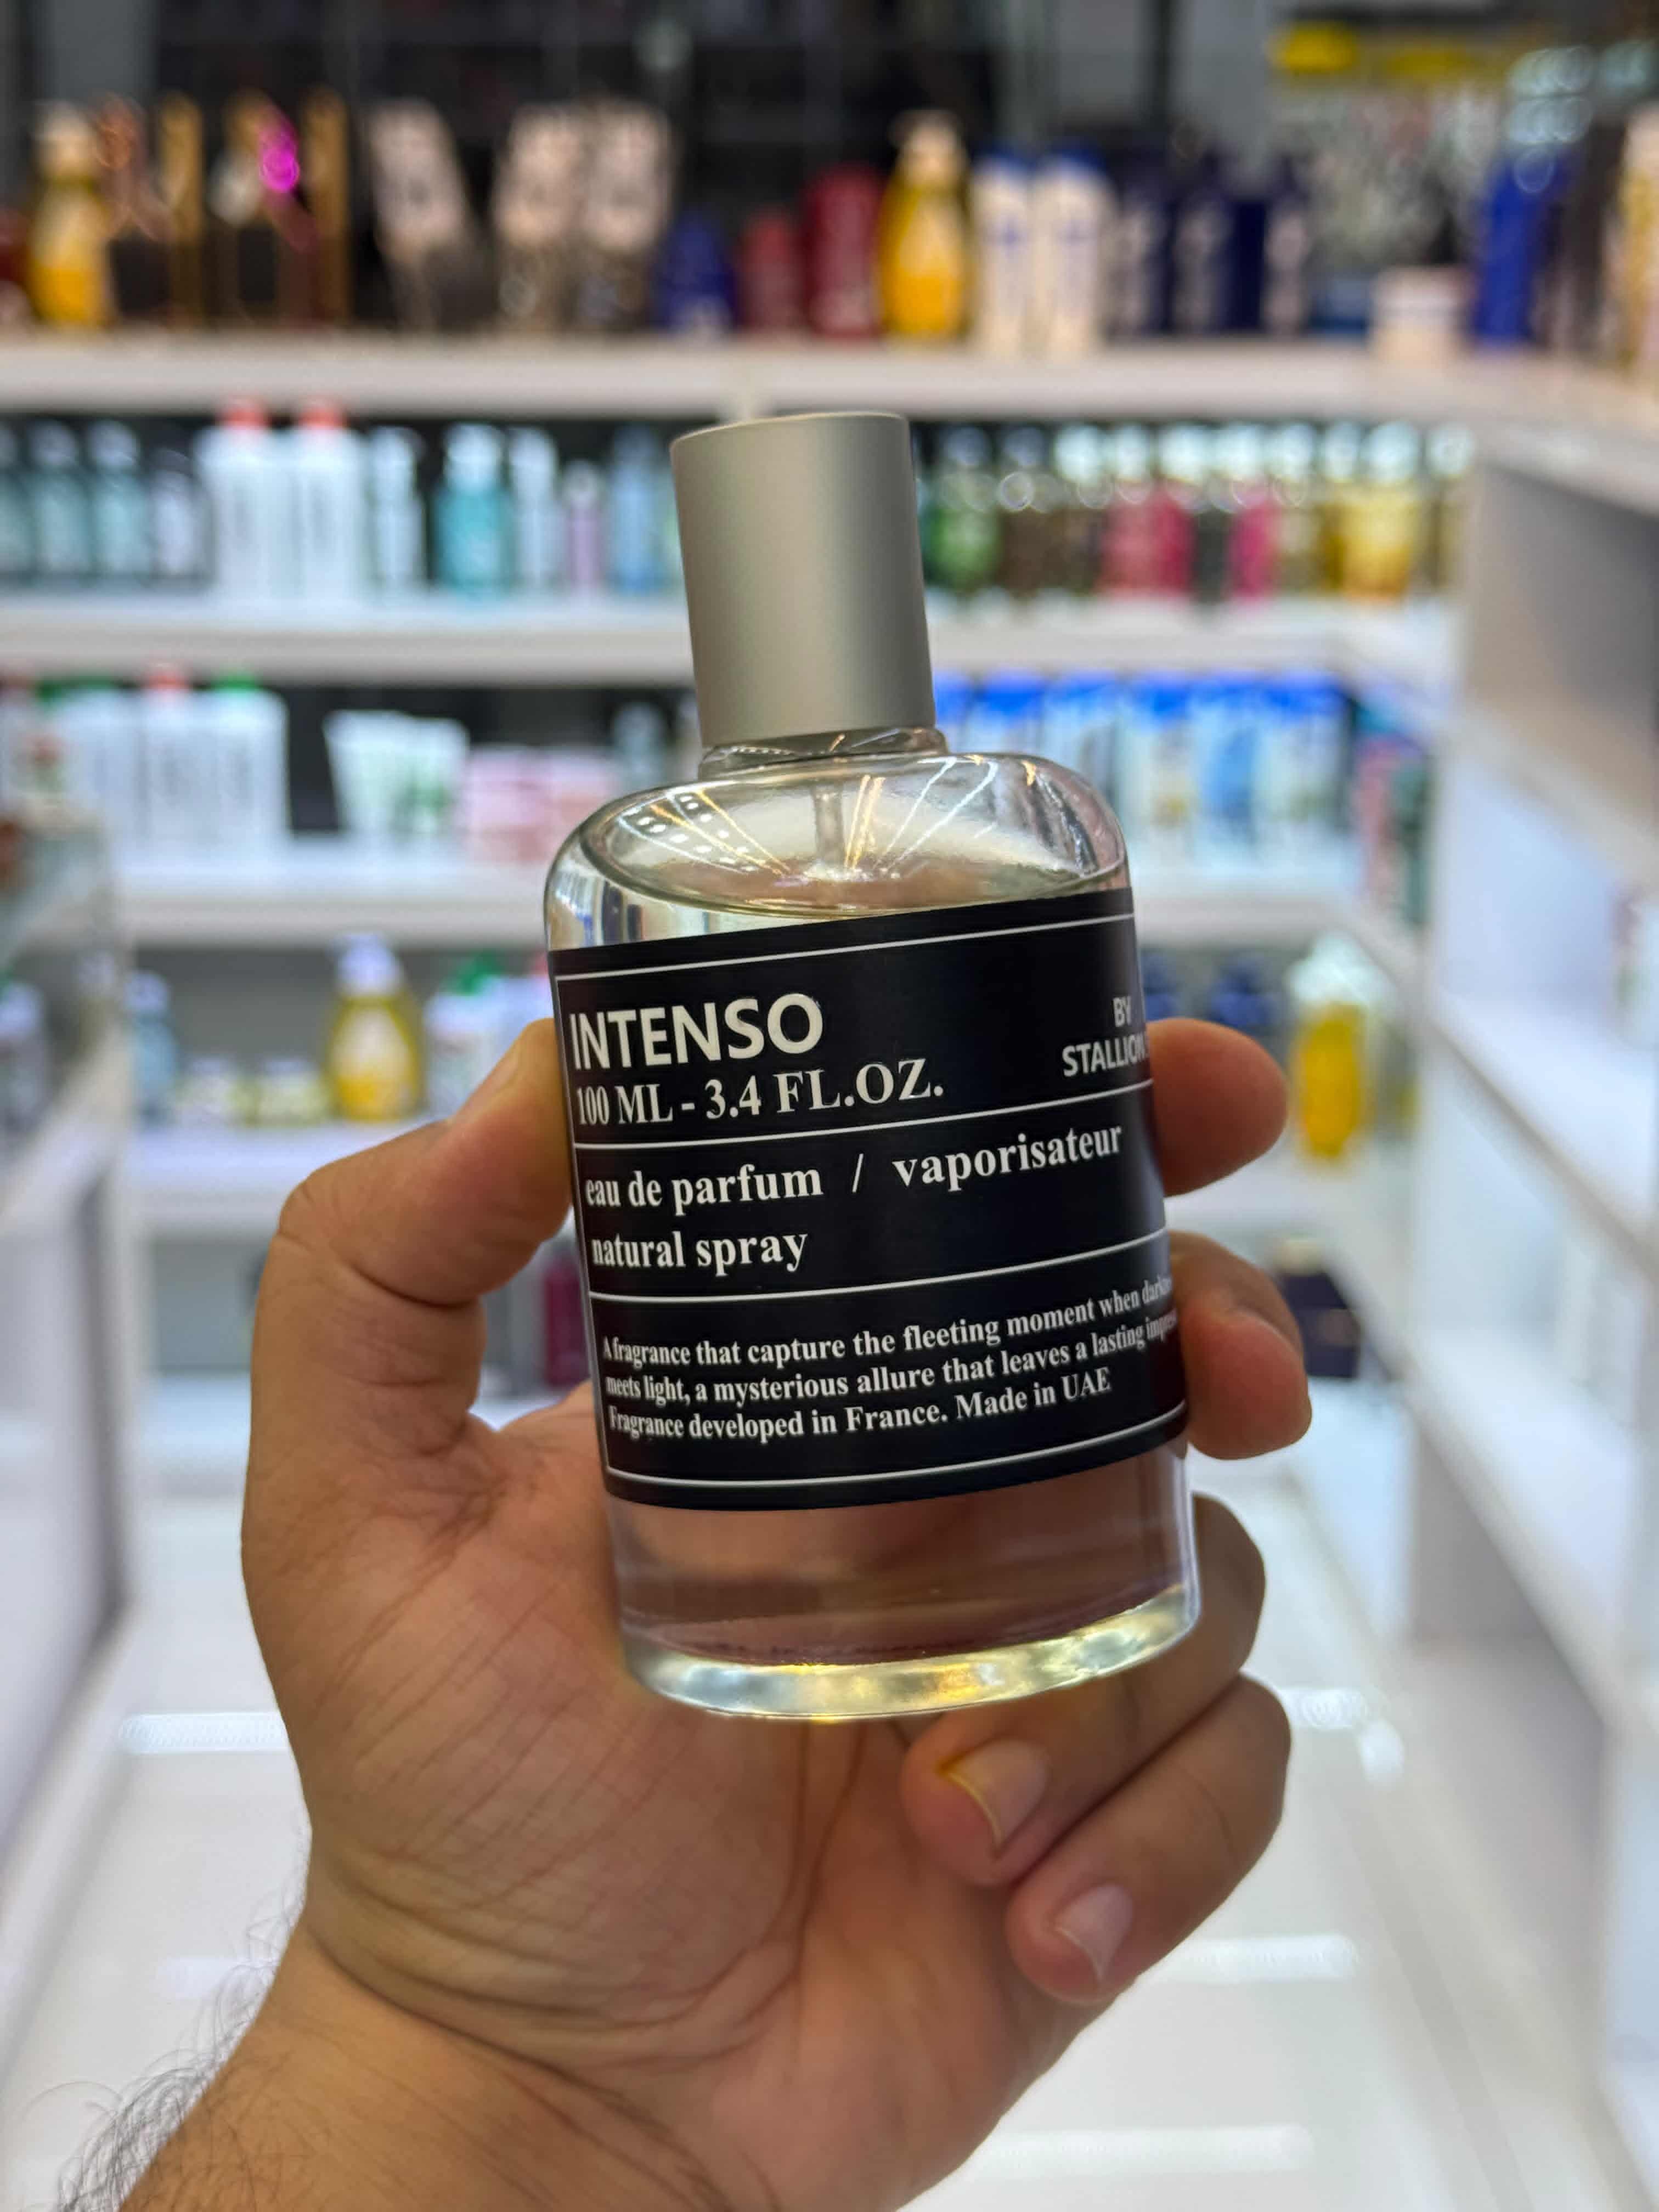 INTENSO
BY
STALLION
100 ML - 3.4 FL.OZ.
eau de parfum / vaporisateur
natural spray
A fragrance that capture the fleeting moment when
meets light, a mysterious allure that leaves a lasting
Fragrance developed in France. Made in UAE